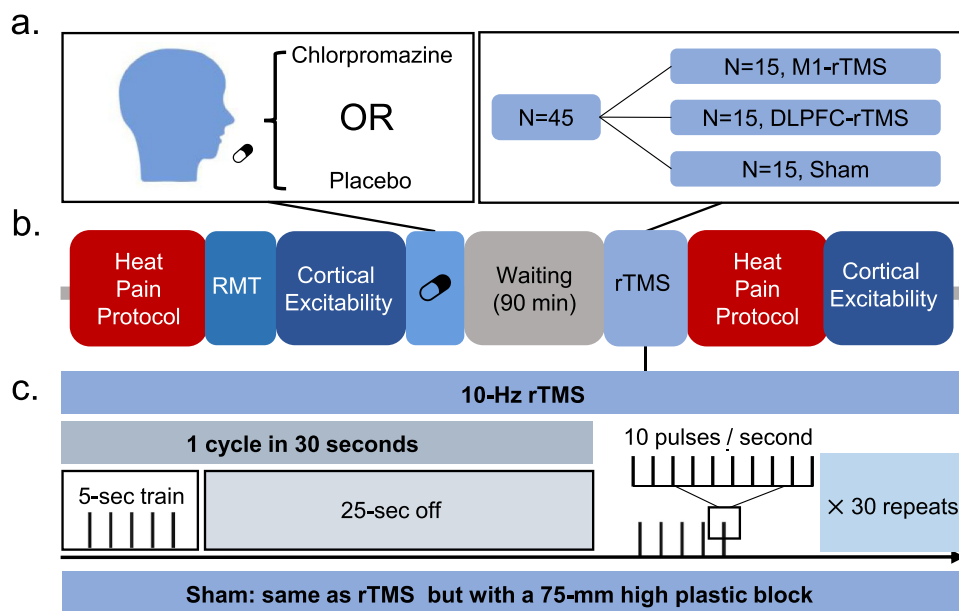 a.
Chlorpromazine
OR
Placebo
N=45
N=15, M1-rTMS
N=15, DLPFC-rTMS
N=15, Sham
b.
Heat
Pain
Protocol
RMT
Cortical
Excitability
Waiting
(90 min)
rTMS
Heat
Pain
Protocol
Cortical
Excitability
c.
10-Hz rTMS
1 cycle in 30 seconds
5-sec train
25-sec off
10 pulses / second
× 30 repeats
Sham: same as rTMS but with a 75-mm high plastic block